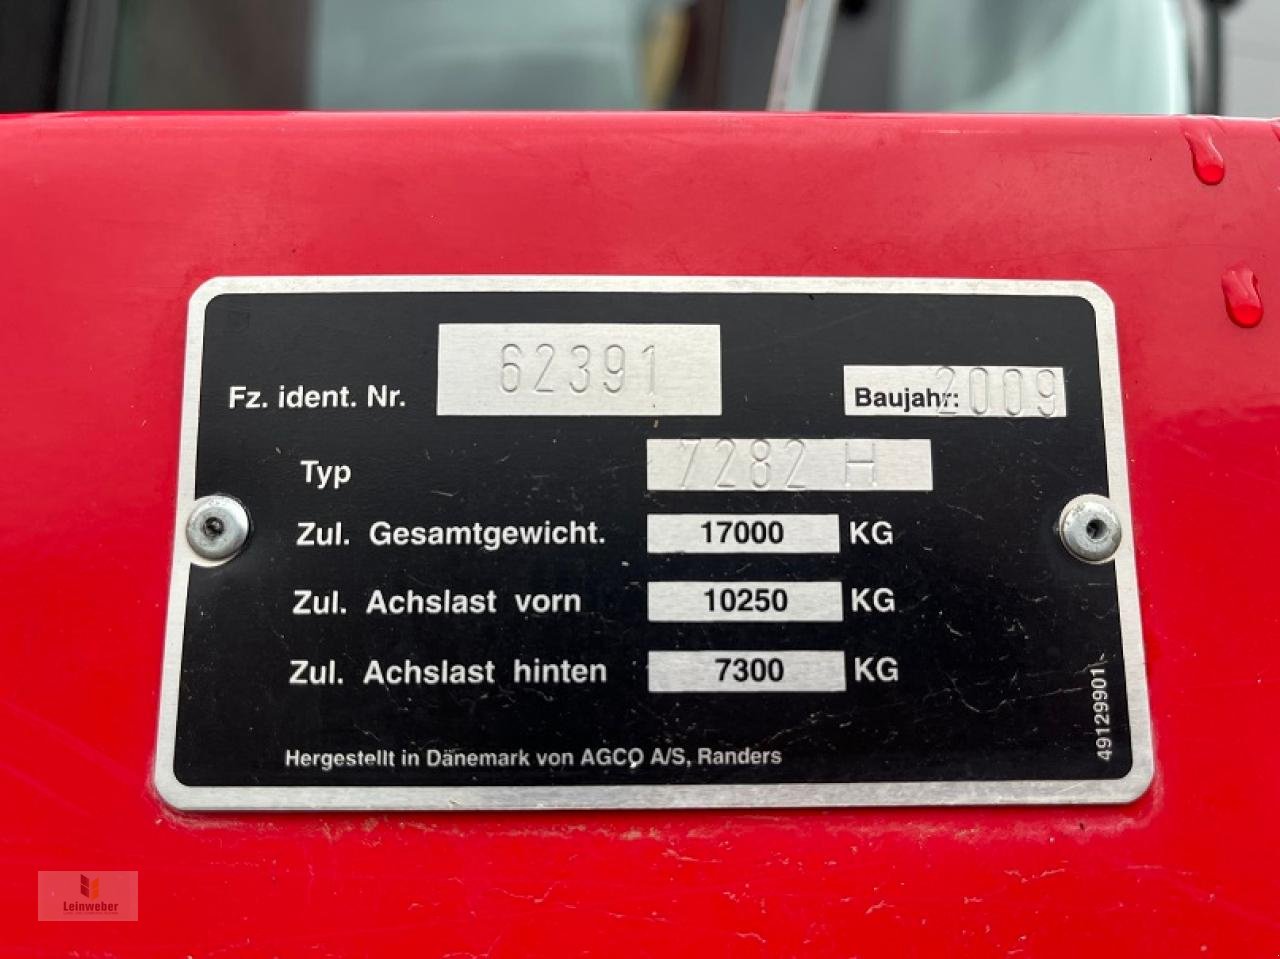 Fz. ident. Nr. 62391 Baujahr: 2009
Typ 7282 H
Zul. Gesamtgewicht. 17000 KG
Zul. Achslast vorn 10250 KG
Zul. Achslast hinten 7300 KG
49129901
Hergestellt in Dänemark von AGCO A/S, Randers
Leinweber